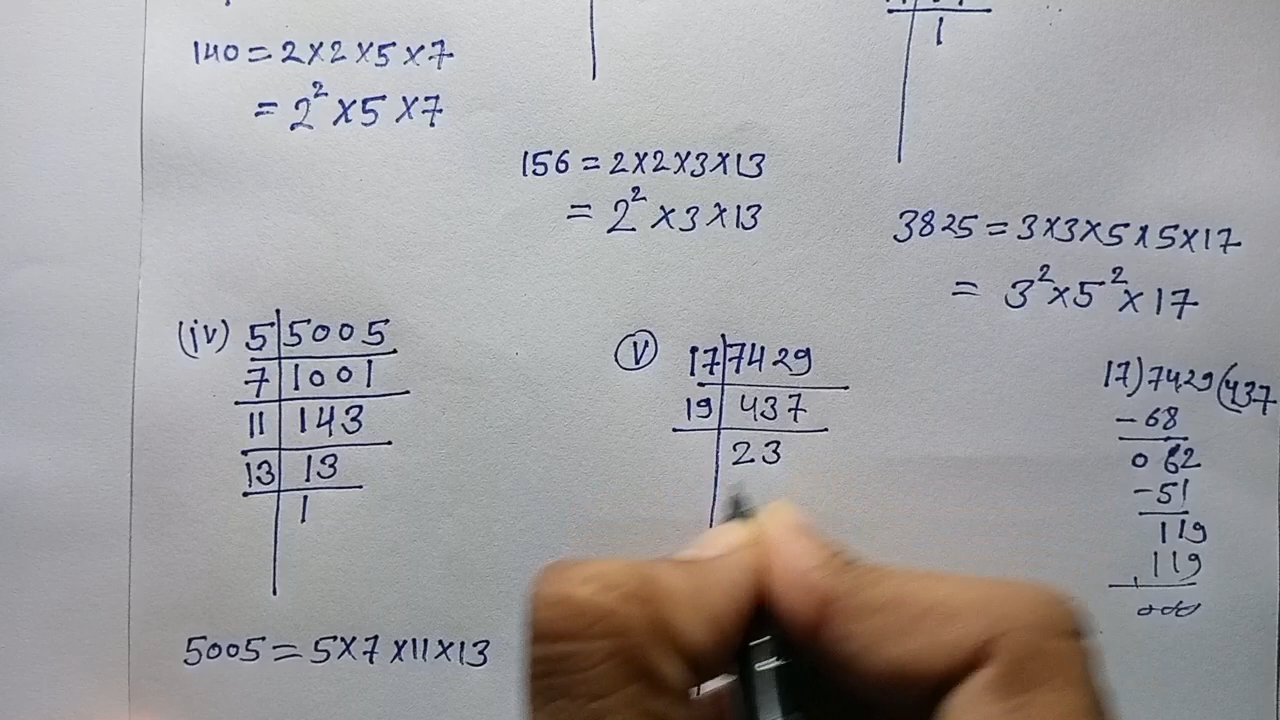 140 = 2×2×5×7
= 2² ×5 ×7
1
156 = 2×2×3×13
= 2² ×3 ×13
3825 = 3×3×5×5×17
= 3²×5²×17
(iv) 5 | 5005
7 | 1001
11 | 143
13 | 13
1
5005 = 5×7×11×13
(v) 17 | 7429
19 | 437
23
17) 7429 (437
-68
062
-51
119
119
000